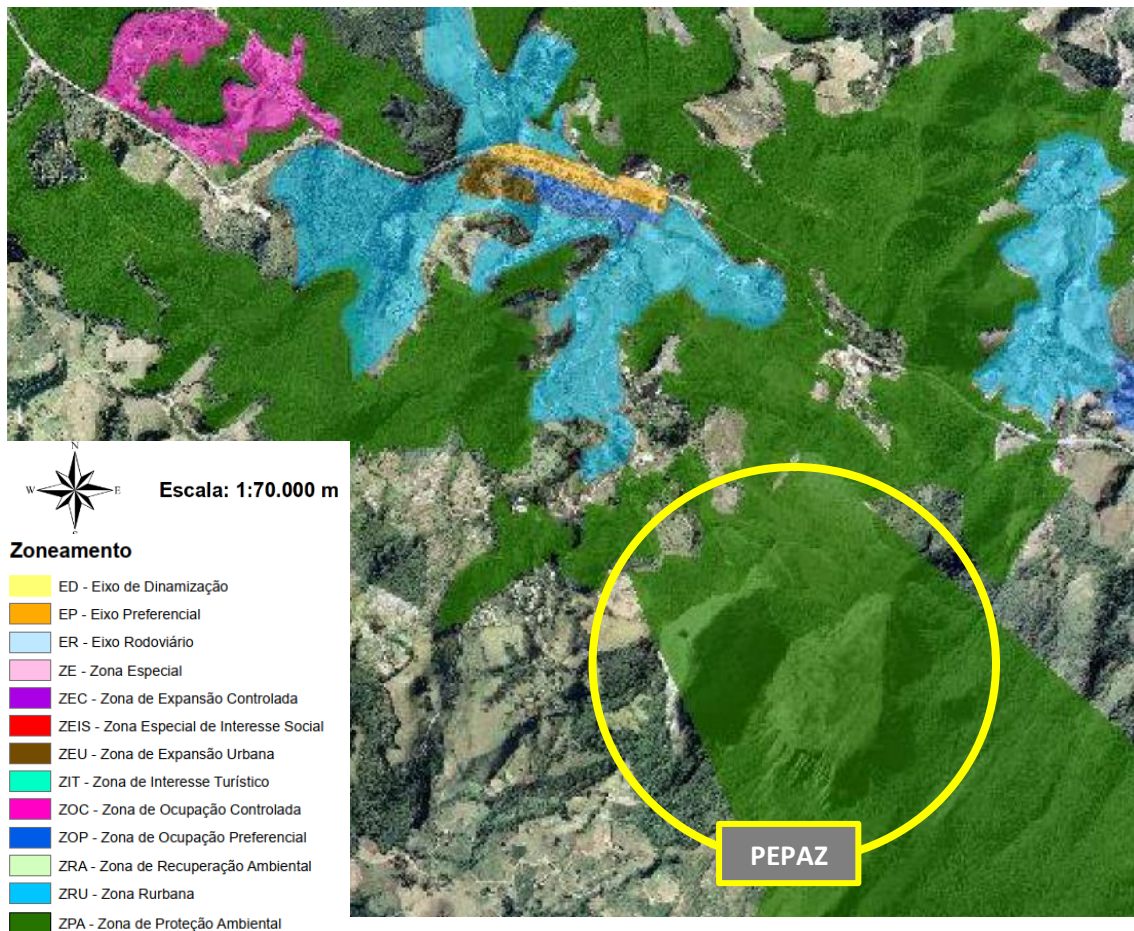 N
W
E
S
Escala: 1:70.000 m
Zoneamento
ED - Eixo de Dinamização
EP - Eixo Preferencial
ER - Eixo Rodoviário
ZE - Zona Especial
ZEC - Zona de Expansão Controlada
ZEIS - Zona Especial de Interesse Social
ZEU - Zona de Expansão Urbana
ZIT - Zona de Interesse Turístico
ZOC - Zona de Ocupação Controlada
ZOP - Zona de Ocupação Preferencial
ZRA - Zona de Recuperação Ambiental
ZRU - Zona Rurbana
ZPA - Zona de Proteção Ambiental
PEPAZ